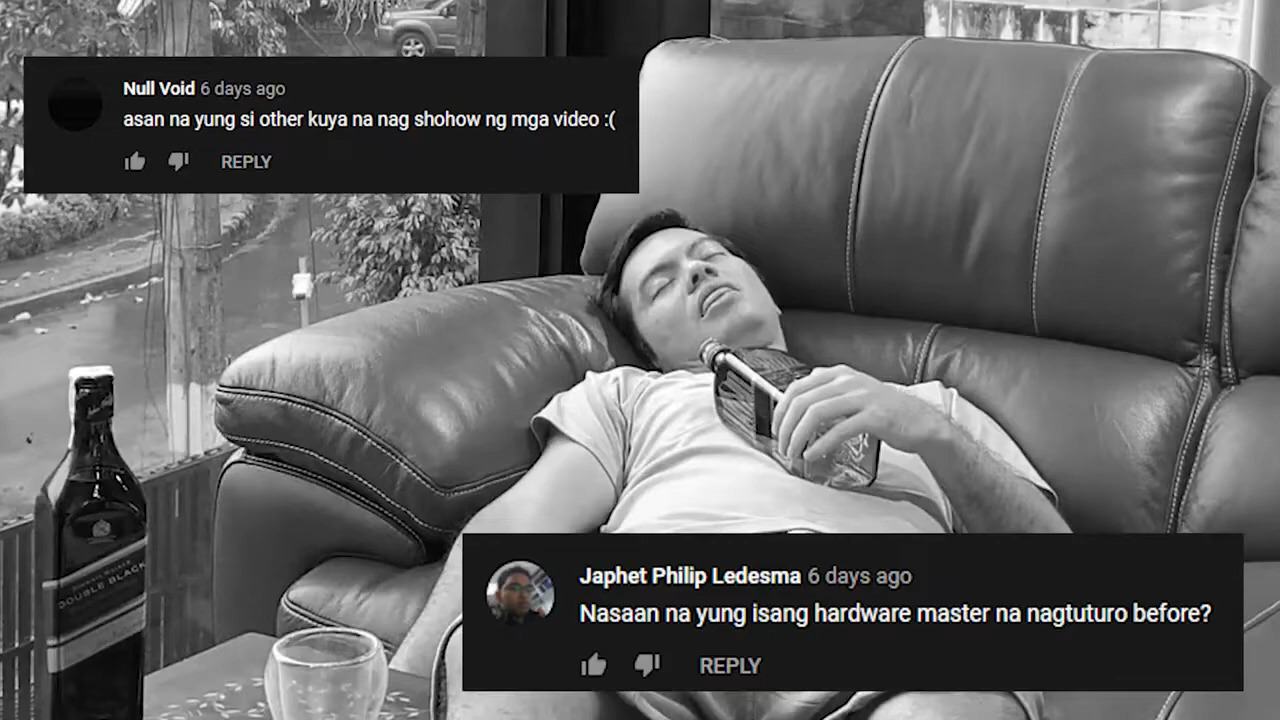 Null Void 6 days ago
asan na yung si other kuya na nag shohow ng mga video :(
REPLY
Japhet Philip Ledesma 6 days ago
Nasaan na yung isang hardware master na nagtuturo before?
REPLY
DOUBLE BLACK